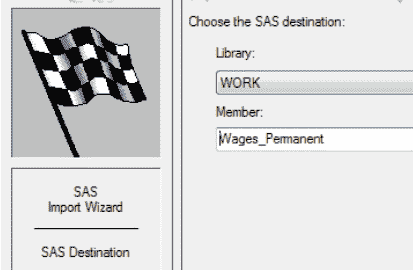 Choose the SAS destination:
Library:
WORK
Member:
Wages_Permanent
SAS
Import Wizard
SAS Destination